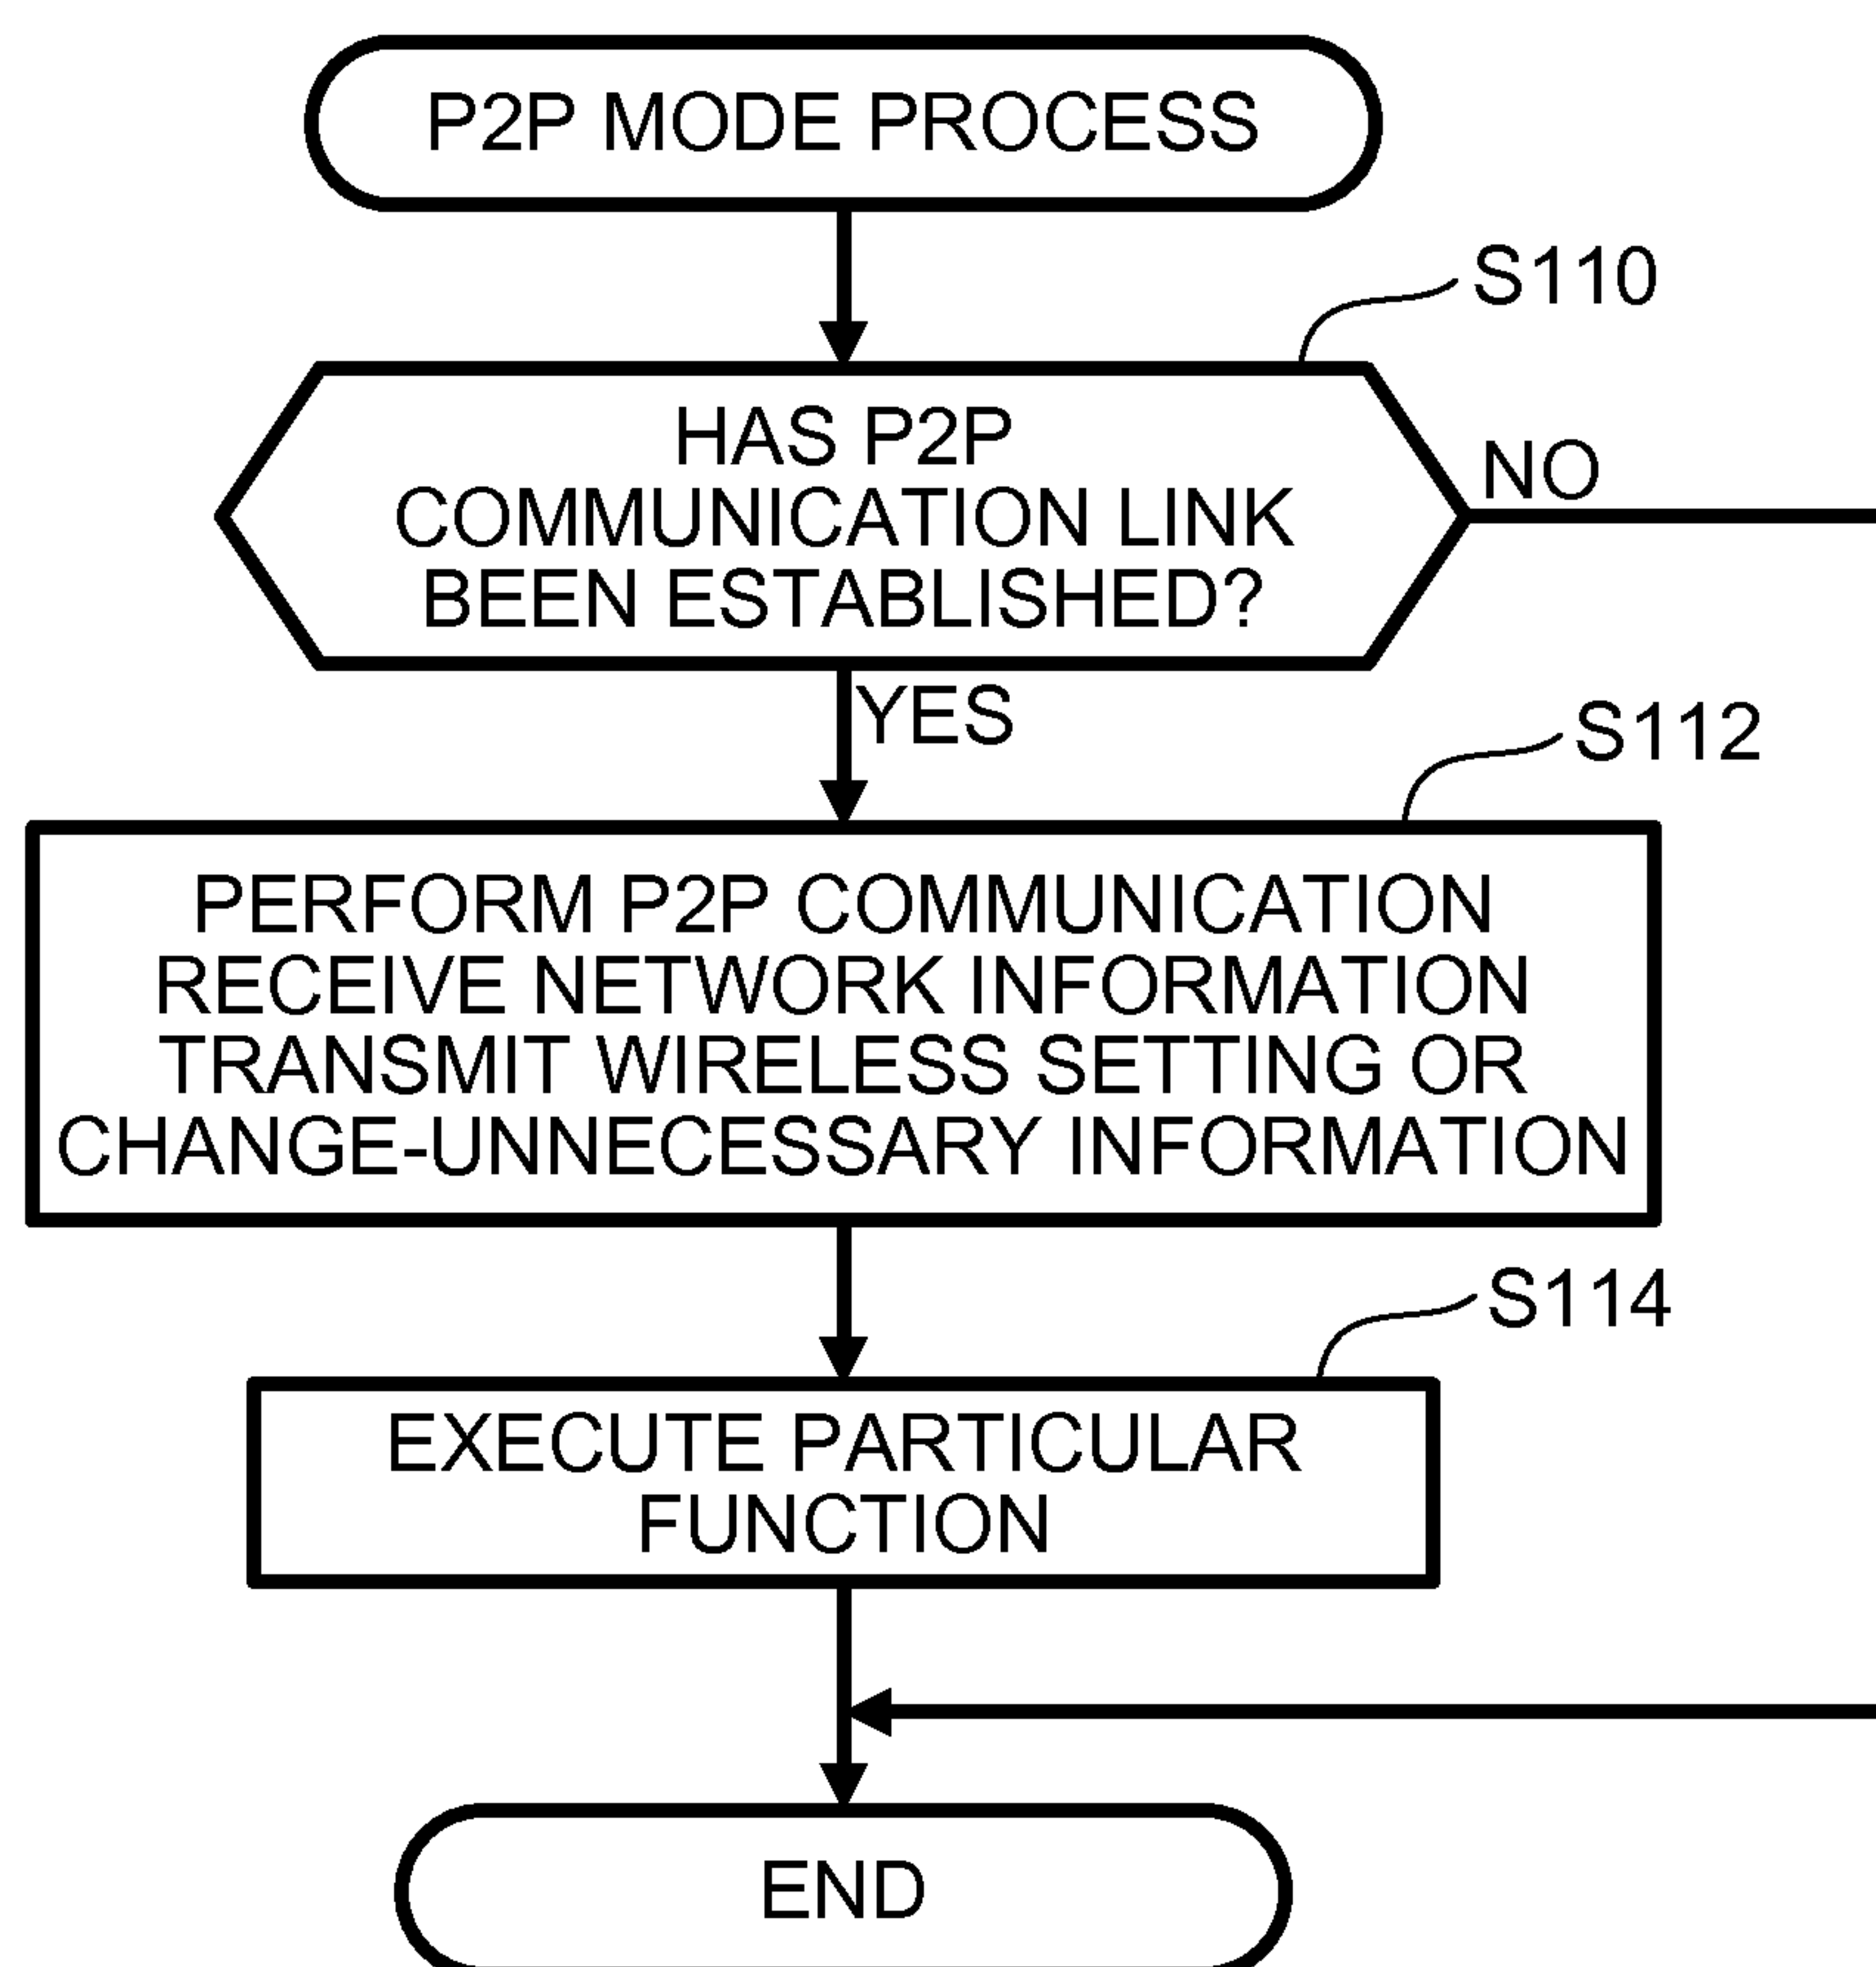 P2P MODE PROCESS
S110
HAS P2P
COMMUNICATION LINK
BEEN ESTABLISHED?
NO
YES
S112
PERFORM P2P COMMUNICATION
RECEIVE NETWORK INFORMATION
TRANSMIT WIRELESS SETTING OR
CHANGE-UNNECESSARY INFORMATION
S114
EXECUTE PARTICULAR
FUNCTION
END